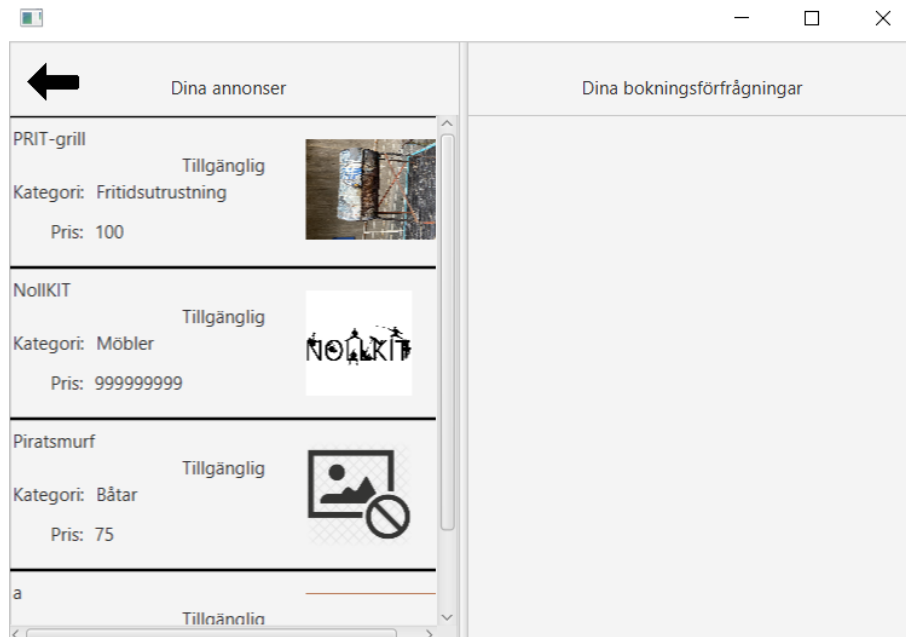 Dina annonser
Dina bokningsförfrågningar
PRIT-grill
Tillgänglig
Kategori: Fritidsutrustning
Pris: 100
NollKIT
Tillgänglig
NOLLKIT
Kategori: Möbler
Pris: 999999999
Piratsmurf
Tillgänglig
Kategori: Båtar
Pris: 75
a
Tillgänglig